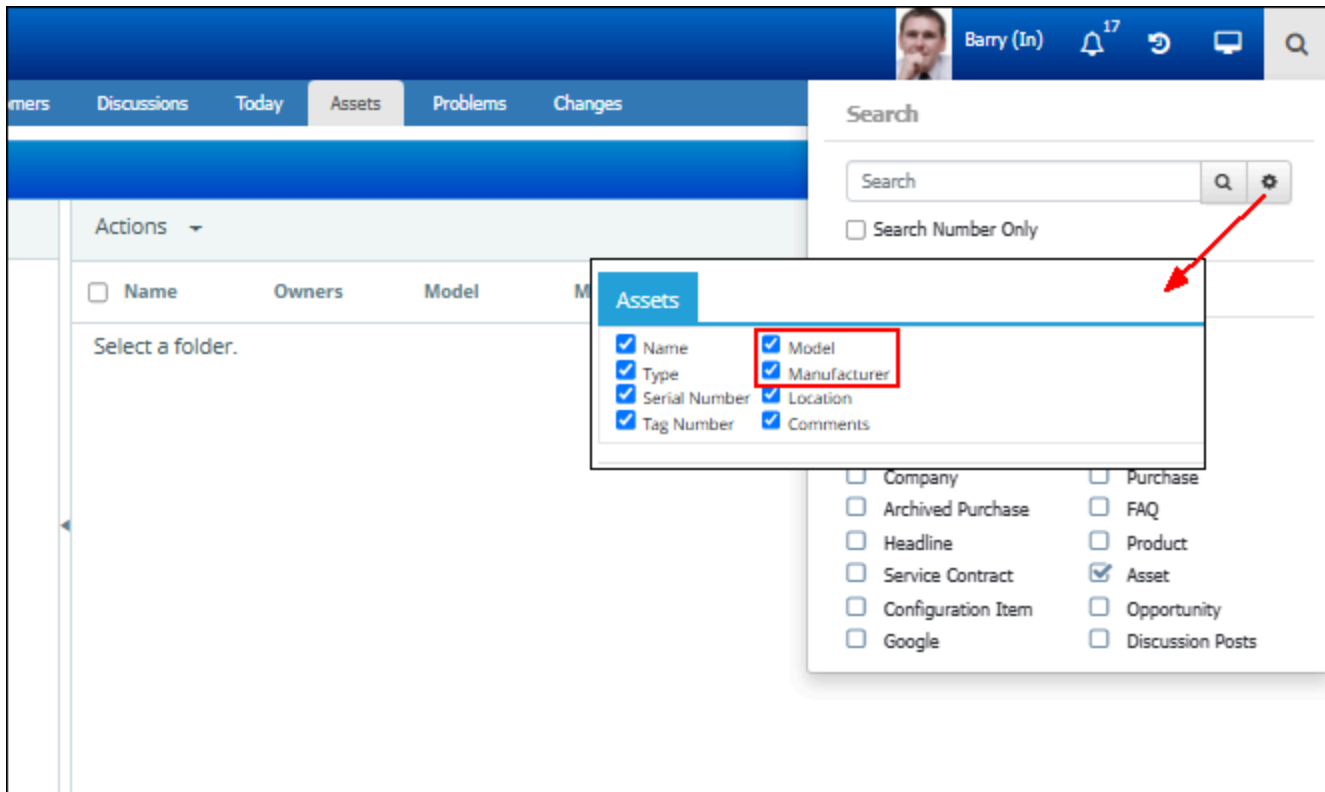 Barry (In) 17
omers Discussions Today Assets Problems Changes
Search
Search
Search Number Only
Actions
Name Owners Model M
Select a folder.
Assets
Name Model
Type Manufacturer
Serial Number Location
Tag Number Comments
Company Purchase
Archived Purchase FAQ
Headline Product
Service Contract Asset
Configuration Item Opportunity
Google Discussion Posts